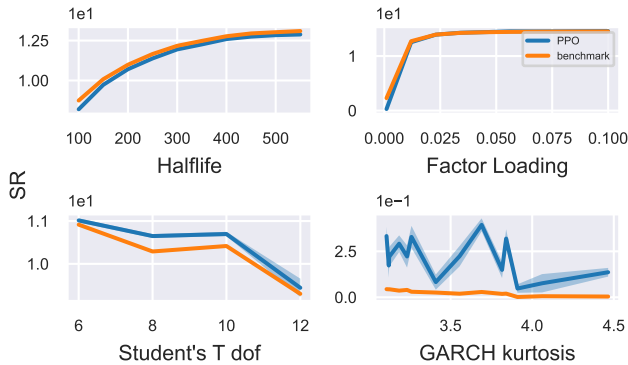 1e1
1e1
1.25
1.00
1
0
PPO
benchmark
100 200 300 400 500
0.000 0.025 0.050 0.075 0.100
Halflife
Factor Loading
SR
1e1
1e−1
1.1
1.0
2.5
0.0
6 8 10 12
3.5 4.0 4.5
Student's T dof
GARCH kurtosis